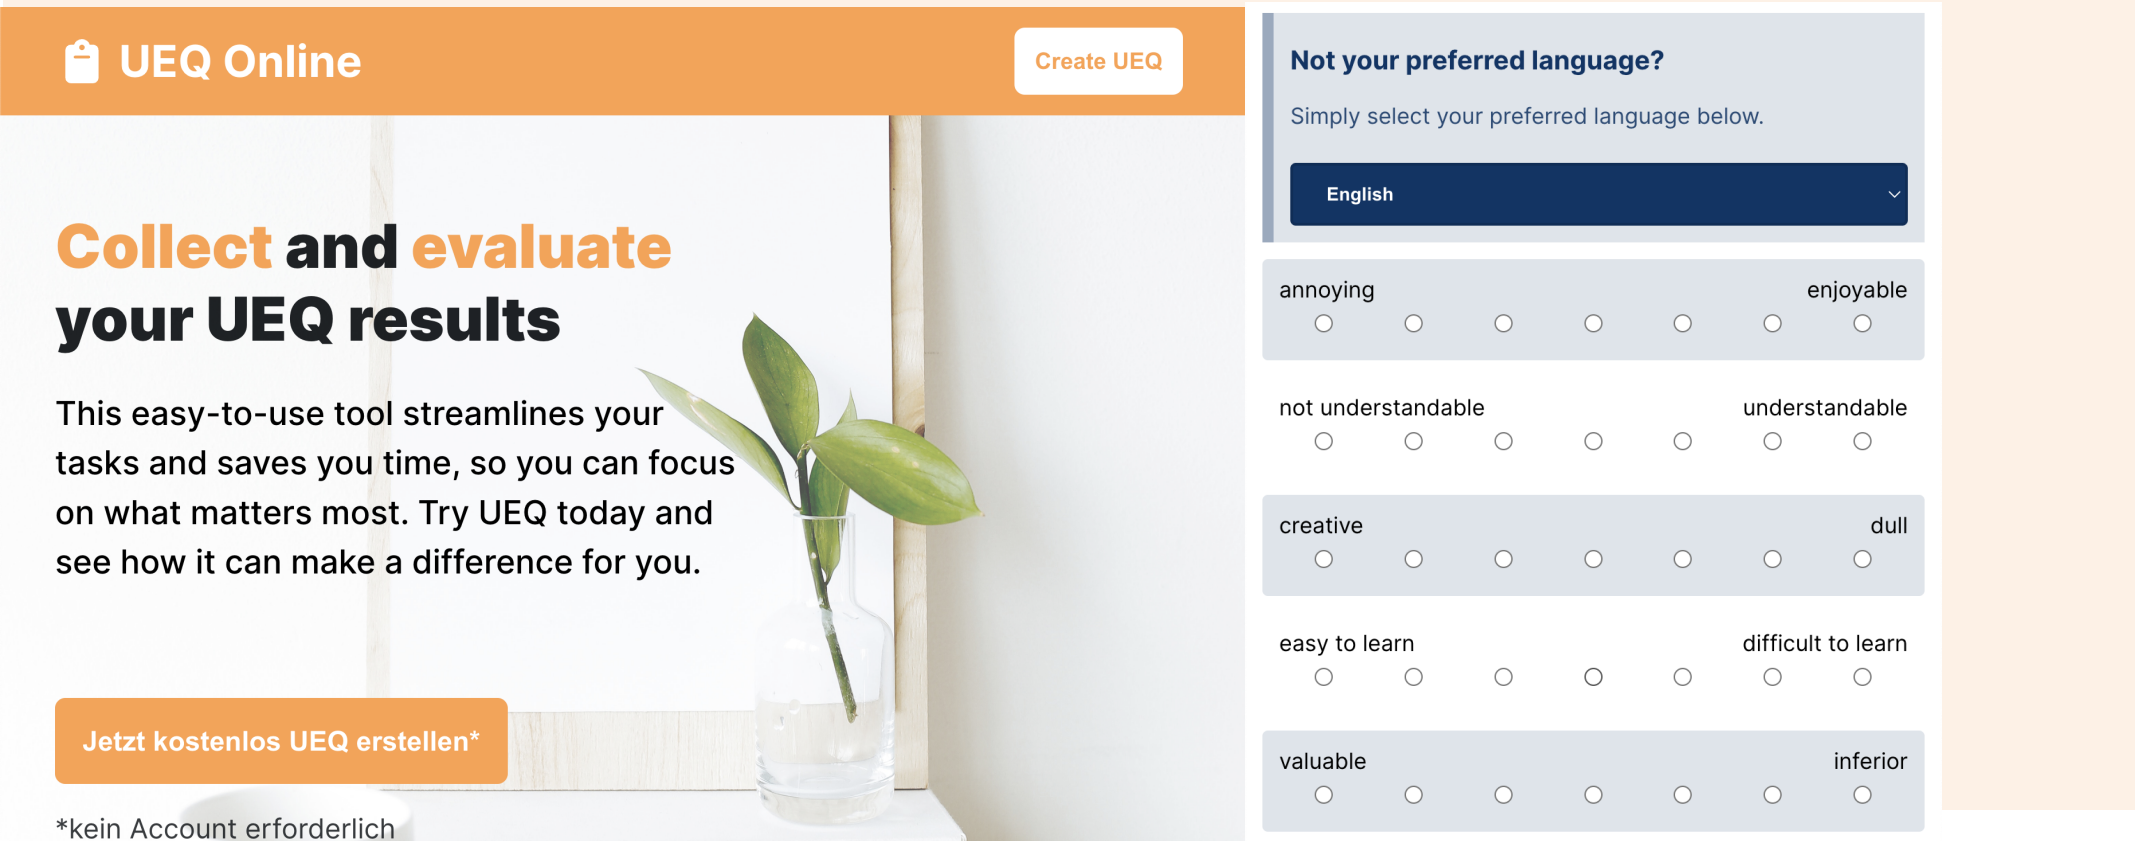 UEQ Online
Create UEQ
Collect and evaluate
your UEQ results
This easy-to-use tool streamlines your
tasks and saves you time, so you can focus
on what matters most. Try UEQ today and
see how it can make a difference for you.
Jetzt kostenlos UEQ erstellen*
*kein Account erforderlich
Not your preferred language?
Simply select your preferred language below.
English
annoying enjoyable
not understandable understandable
creative dull
easy to learn difficult to learn
valuable inferior